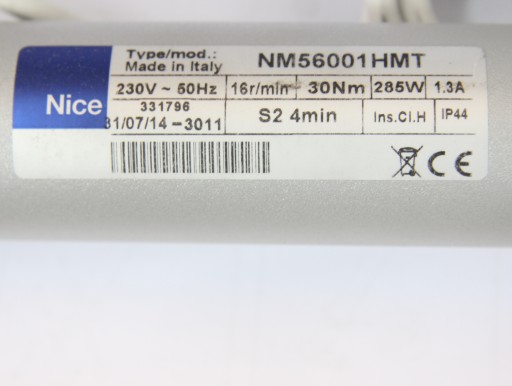 Nice
Type/mod.: NM56001HMT
Made in Italy
230V ~ 50Hz 16r/min 30Nm 285W 1.3A
331796
31/07/14 -3011 S2 4min Ins.Cl.H IP44
CE